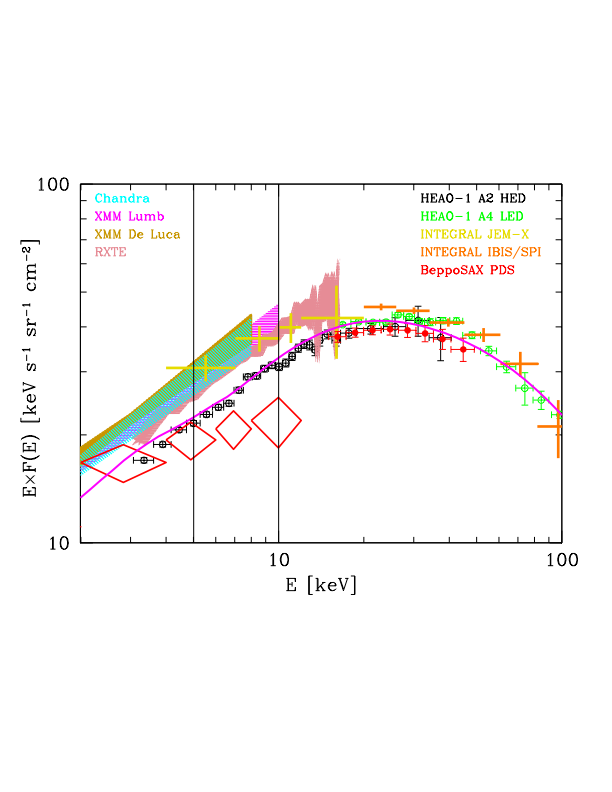 100
Chandra
XMM Lumb
XMM De Luca
RXTE
HEAO-1 A2 HED
HEAO-1 A4 LED
INTEGRAL JEM-X
INTEGRAL IBIS/SPI
BeppoSAX PDS
E×F(E) [keV s⁻¹ sr⁻¹ cm⁻²]
10
10
100
E [keV]